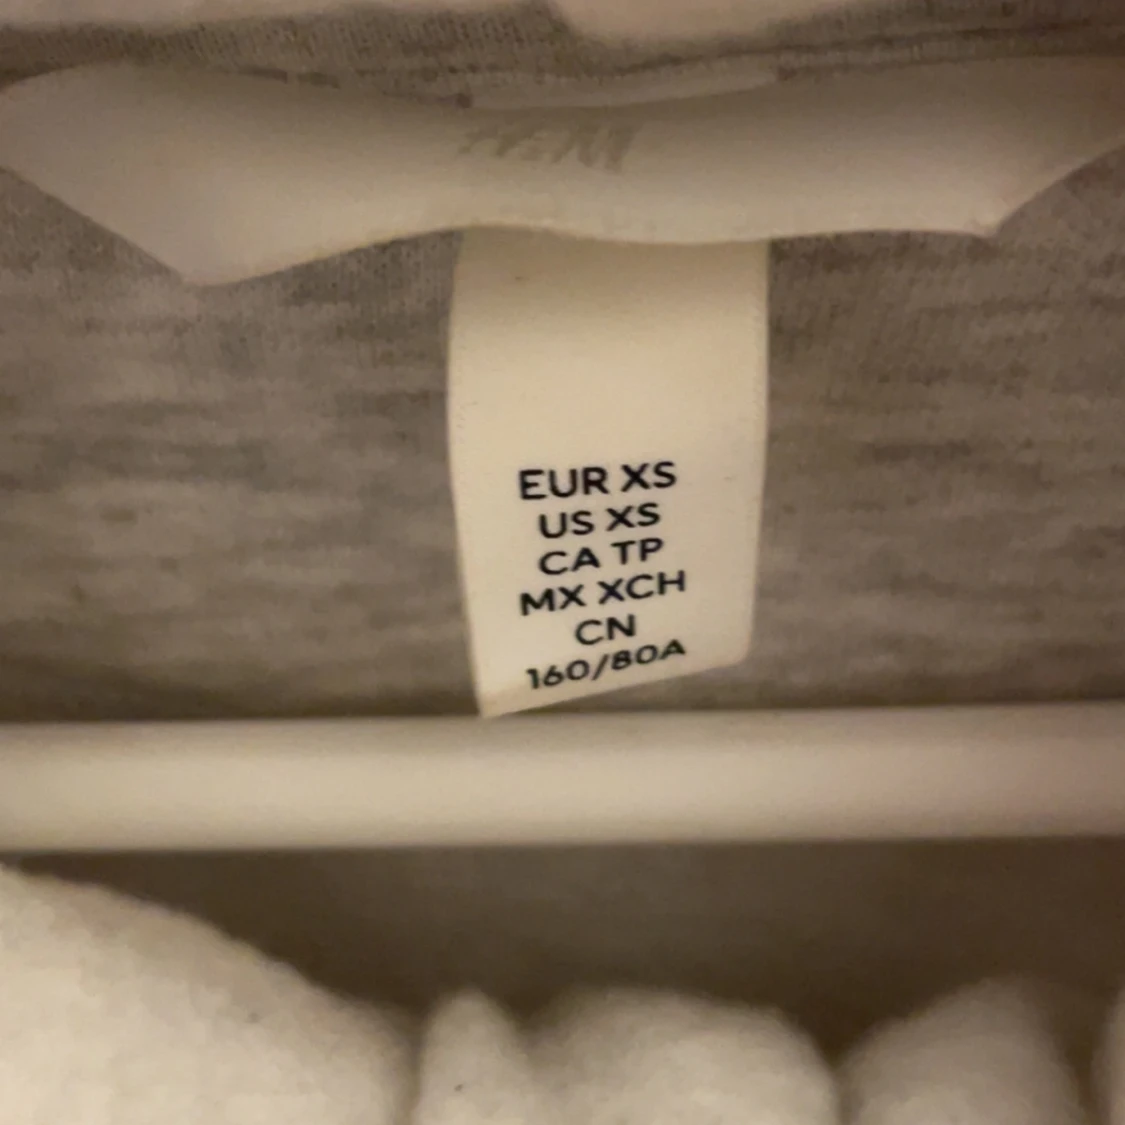 H&M
EUR XS
US XS
CA TP
MX XCH
CN
160/80A